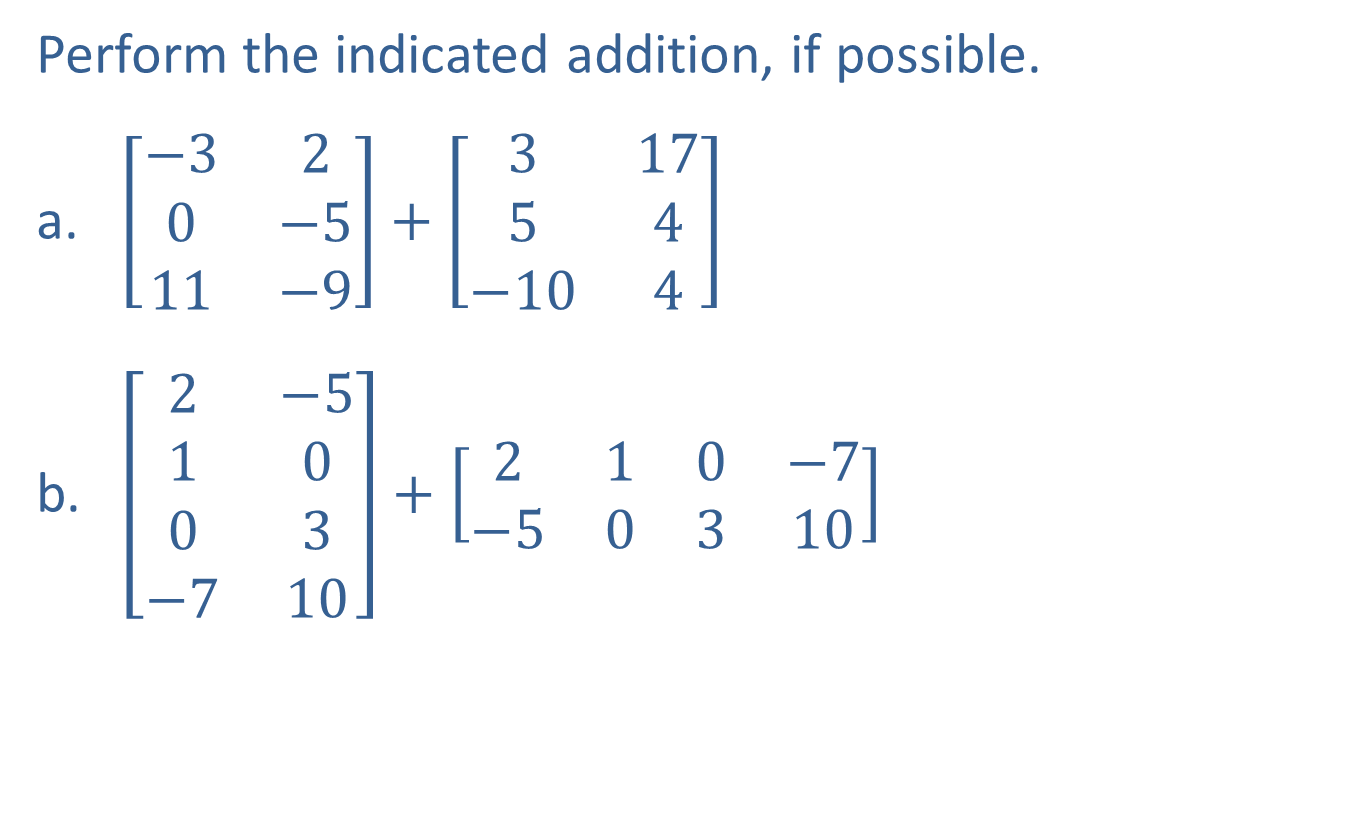 Perform the indicated addition, if possible.
a. [−3 2
0 −5
11 −9] + [3 17
5 4
−10 4]
b. [2 −5
1 0
0 3
−7 10] + [2 1 0 −7
−5 0 3 10]